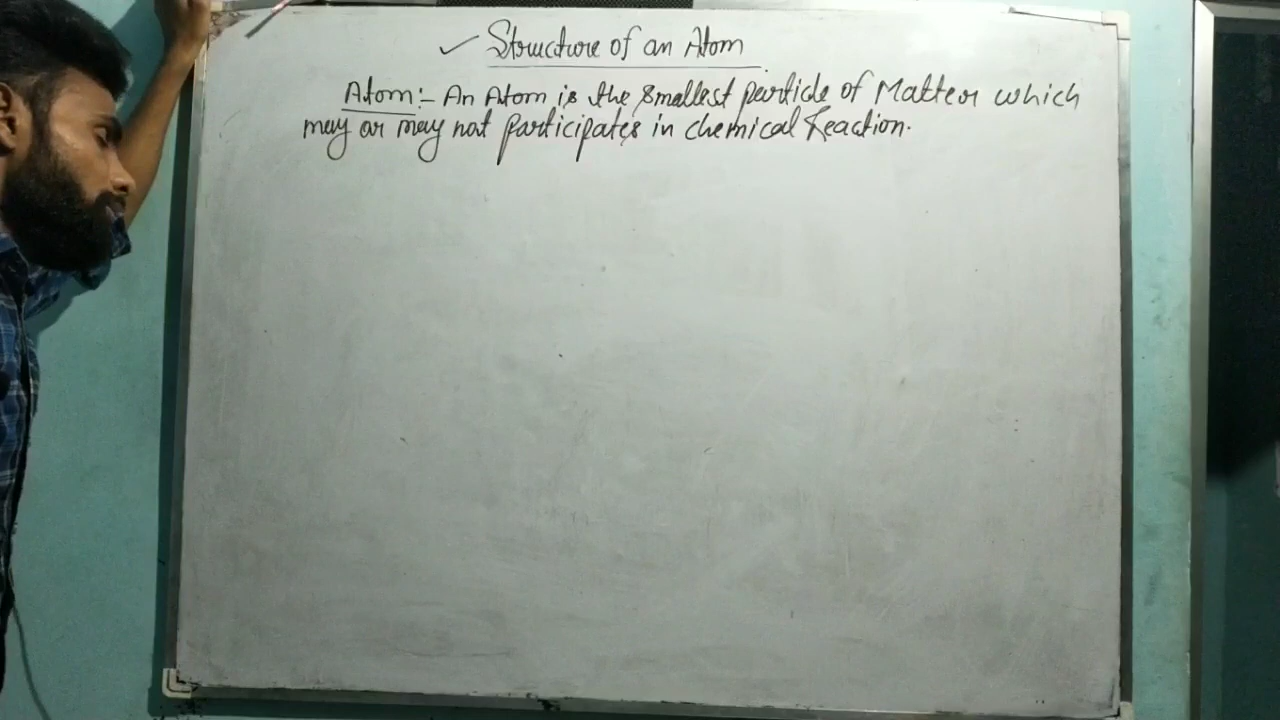 ✓ Structure of an Atom
Atom:- An Atom is the smallest particle of Matter which
may or may not participates in chemical Reaction.